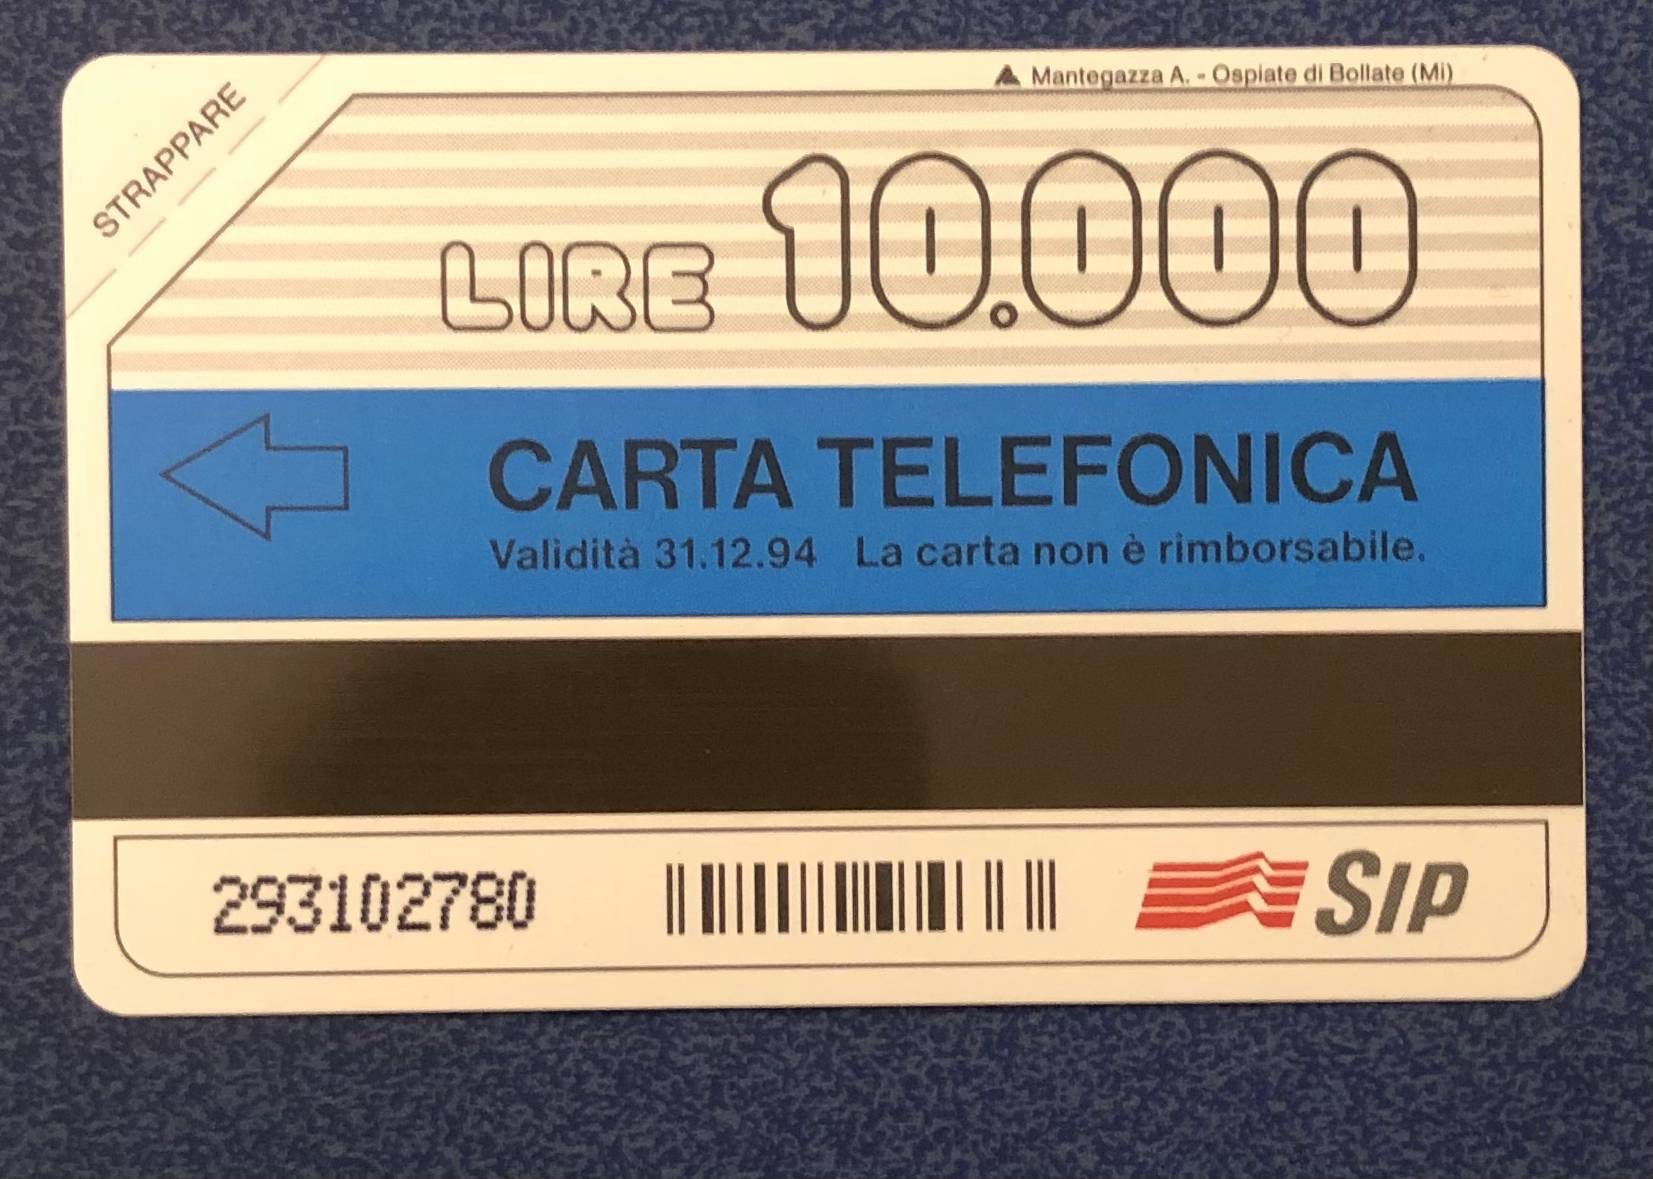 STRAPPARE
Mantegazza A. - Ospiate di Bollate (Mi)
LIRE 10.000
CARTA TELEFONICA
Validità 31.12.94 La carta non è rimborsabile.
293102780
SIP